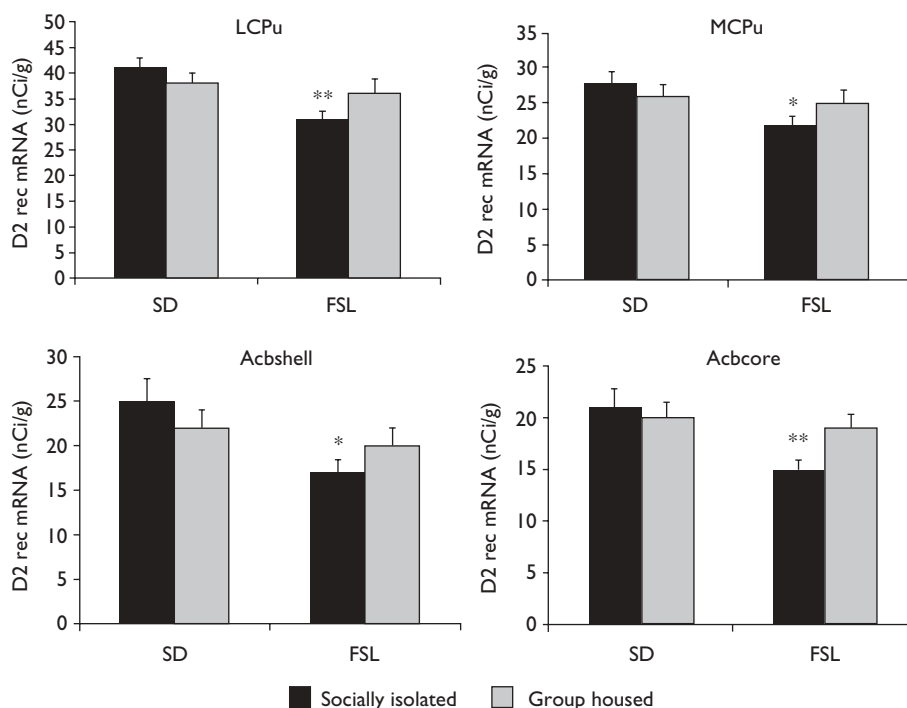 LCPu
D2 rec mRNA (nCi/g)
50
45
40
35
30
25
20
15
10
5
0
**
SD
FSL
MCPu
D2 rec mRNA (nCi/g)
35
30
25
20
15
10
5
0
*
SD
FSL
Acbshell
D2 rec mRNA (nCi/g)
30
25
20
15
10
5
0
*
SD
FSL
Acbcore
D2 rec mRNA (nCi/g)
25
20
15
10
5
0
**
SD
FSL
Socially isolated
Group housed